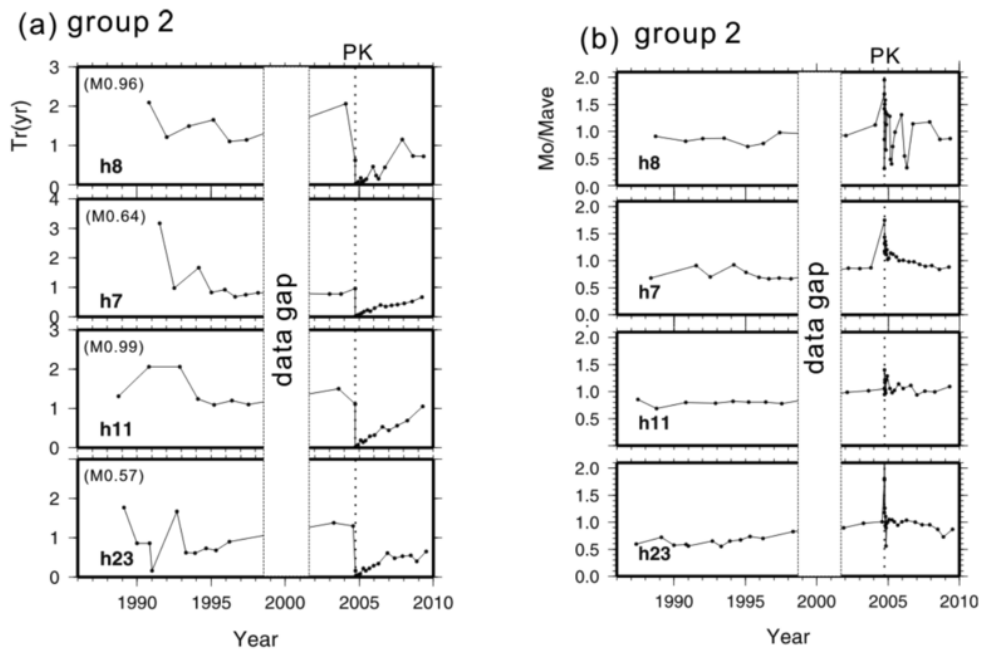 (a) group 2
PK
Tr(yr)
3
2
1
0
(M0.96)
h8
4
3
2
1
0
(M0.64)
h7
3
2
1
0
(M0.99)
h11
2
1
0
(M0.57)
h23
data gap
1990 1995 2000 2005 2010
Year
(b) group 2
PK
Mo/Mave
2.0
1.5
1.0
0.5
0.0
h8
2.0
1.5
1.0
0.5
0.0
h7
2.0
1.5
1.0
0.5
h11
2.0
1.5
1.0
0.5
0.0
h23
data gap
1990 1995 2000 2005 2010
Year